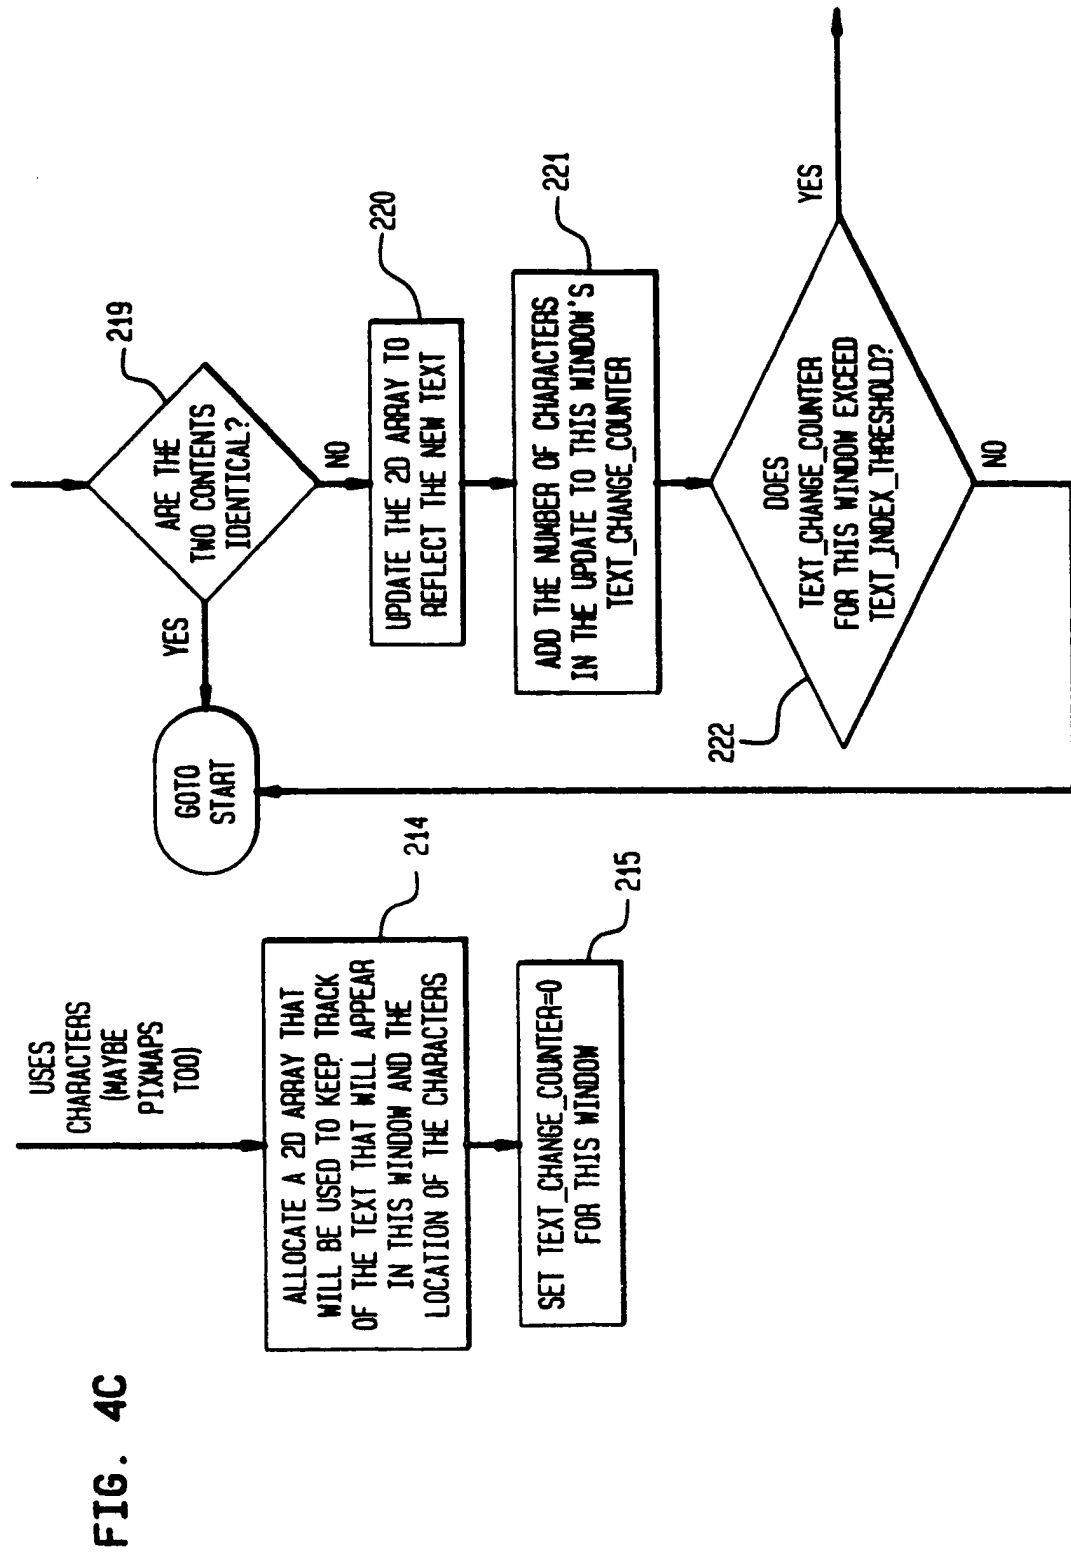 FIG. 4C
USES
CHARACTERS
(MAYBE
PIXMAPS
TOO)
ALLOCATE A 2D ARRAY THAT
WILL BE USED TO KEEP TRACK
OF THE TEXT THAT WILL APPEAR
IN THIS WINDOW AND THE
LOCATION OF THE CHARACTERS
214
SET TEXT_CHANGE_COUNTER=0
FOR THIS WINDOW
215
GOTO
START
YES
ARE THE
TWO CONTENTS
IDENTICAL?
219
NO
UPDATE THE 2D ARRAY TO
REFLECT THE NEW TEXT
220
ADD THE NUMBER OF CHARACTERS
IN THE UPDATE TO THIS WINDOW'S
TEXT_CHANGE_COUNTER
221
222
DOES
TEXT_CHANGE_COUNTER
FOR THIS WINDOW EXCEED
TEXT_INDEX_THRESHOLD?
YES
NO